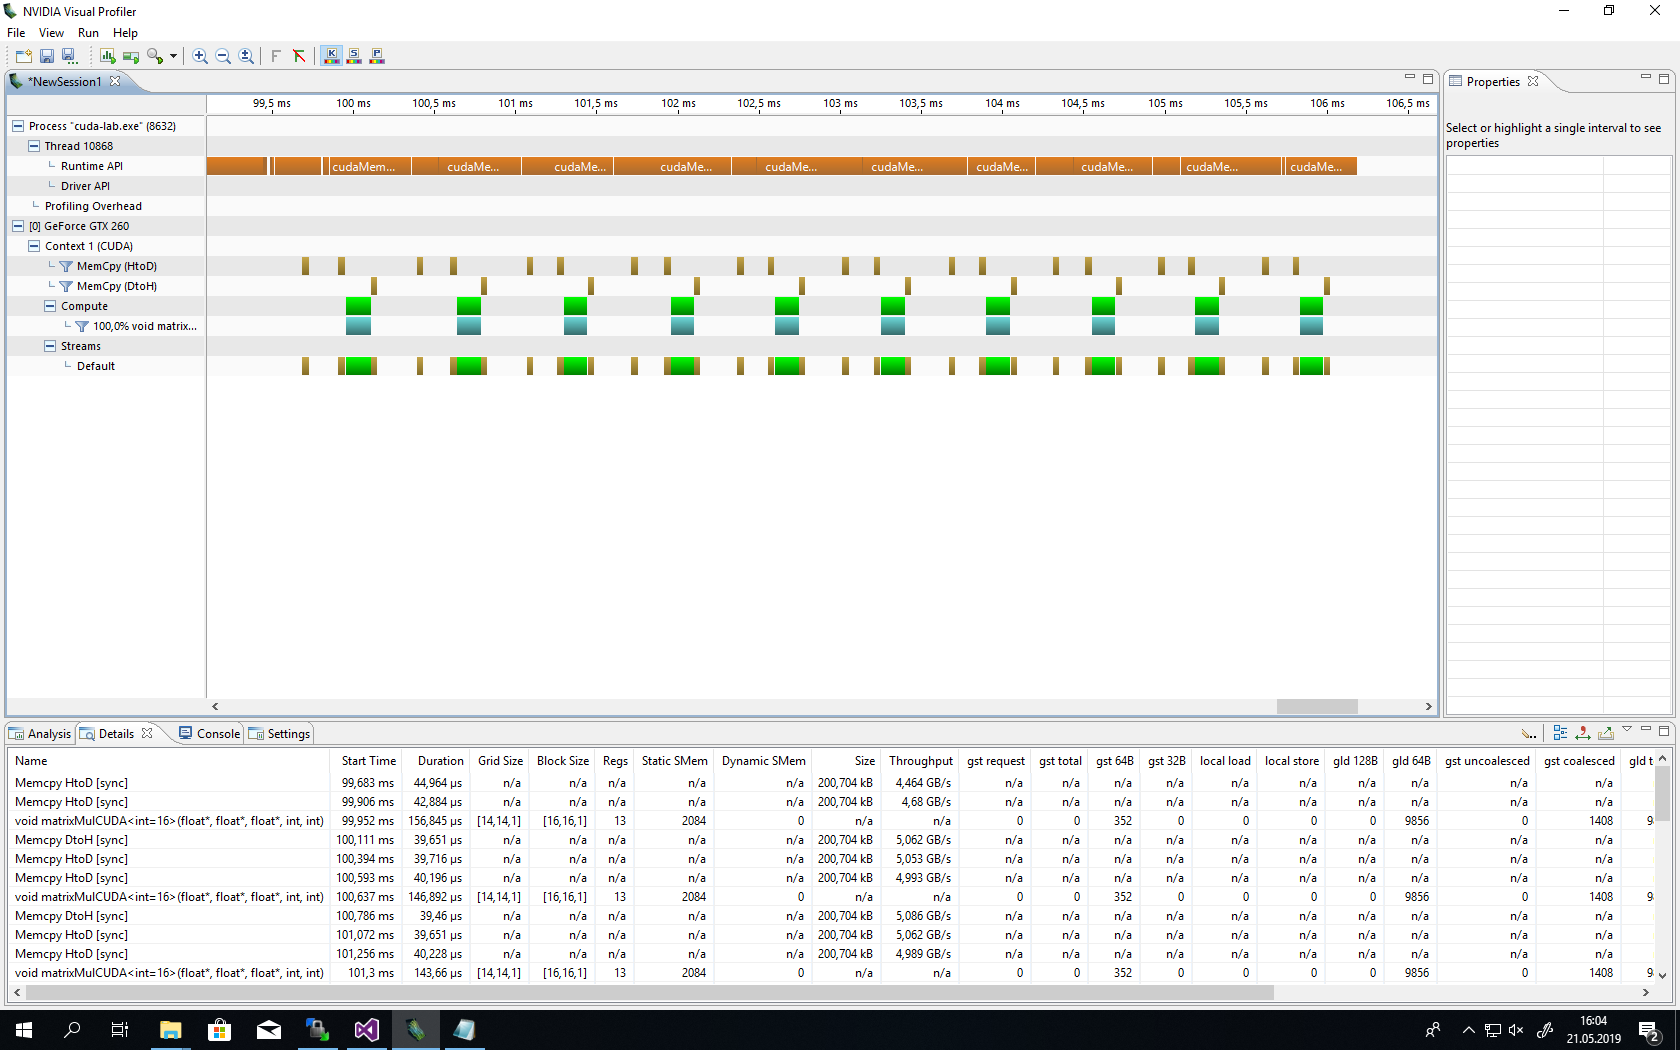 NVIDIA Visual Profiler
File View Run Help
*NewSession1
Properties
99,5 ms 100 ms 100,5 ms 101 ms 101,5 ms 102 ms 102,5 ms 103 ms 103,5 ms 104 ms 104,5 ms 105 ms 105,5 ms 106 ms 106,5 ms
Select or highlight a single interval to see
properties
Process "cuda-lab.exe" (8632)
Thread 10868
Runtime API cudaMem... cudaMe... cudaMe... cudaMe... cudaMe... cudaMe... cudaMe... cudaMe... cudaMe... cudaMe...
Driver API
Profiling Overhead
[0] GeForce GTX 260
Context 1 (CUDA)
MemCpy (HtoD)
MemCpy (DtoH)
Compute
100,0% void matrix...
Streams
Default
Analysis Details Console Settings
Name Start Time Duration Grid Size Block Size Regs Static SMem Dynamic SMem Size Throughput gst request gst total gst 64B gst 32B local load local store gld 128B gld 64B gst uncoalesced gst coalesced gld t
Memcpy HtoD [sync] 99,683 ms 44,964 µs n/a n/a n/a n/a n/a 200,704 kB 4,464 GB/s n/a n/a n/a n/a n/a n/a n/a n/a n/a n/a
Memcpy HtoD [sync] 99,906 ms 42,884 µs n/a n/a n/a n/a n/a 200,704 kB 4,68 GB/s n/a n/a n/a n/a n/a n/a n/a n/a n/a n/a
void matrixMulCUDA<int=16>(float*, float*, float*, int, int) 99,952 ms 156,845 µs [14,14,1] [16,16,1] 13 2084 0 n/a n/a 0 0 352 0 0 0 0 9856 0 1408 9
Memcpy DtoH [sync] 100,111 ms 39,651 µs n/a n/a n/a n/a n/a 200,704 kB 5,062 GB/s n/a n/a n/a n/a n/a n/a n/a n/a n/a n/a
Memcpy HtoD [sync] 100,394 ms 39,716 µs n/a n/a n/a n/a n/a 200,704 kB 5,053 GB/s n/a n/a n/a n/a n/a n/a n/a n/a n/a n/a
Memcpy HtoD [sync] 100,593 ms 40,196 µs n/a n/a n/a n/a n/a 200,704 kB 4,993 GB/s n/a n/a n/a n/a n/a n/a n/a n/a n/a n/a
void matrixMulCUDA<int=16>(float*, float*, float*, int, int) 100,637 ms 146,892 µs [14,14,1] [16,16,1] 13 2084 0 n/a n/a 0 0 352 0 0 0 0 9856 0 1408 9
Memcpy DtoH [sync] 100,786 ms 39,46 µs n/a n/a n/a n/a n/a 200,704 kB 5,086 GB/s n/a n/a n/a n/a n/a n/a n/a n/a n/a n/a
Memcpy HtoD [sync] 101,072 ms 39,651 µs n/a n/a n/a n/a n/a 200,704 kB 5,062 GB/s n/a n/a n/a n/a n/a n/a n/a n/a n/a n/a
Memcpy HtoD [sync] 101,256 ms 40,228 µs n/a n/a n/a n/a n/a 200,704 kB 4,989 GB/s n/a n/a n/a n/a n/a n/a n/a n/a n/a n/a
void matrixMulCUDA<int=16>(float*, float*, float*, int, int) 101,3 ms 143,66 µs [14,14,1] [16,16,1] 13 2084 0 n/a n/a 0 0 352 0 0 0 0 9856 0 1408 9
16:04
21.05.2019
2